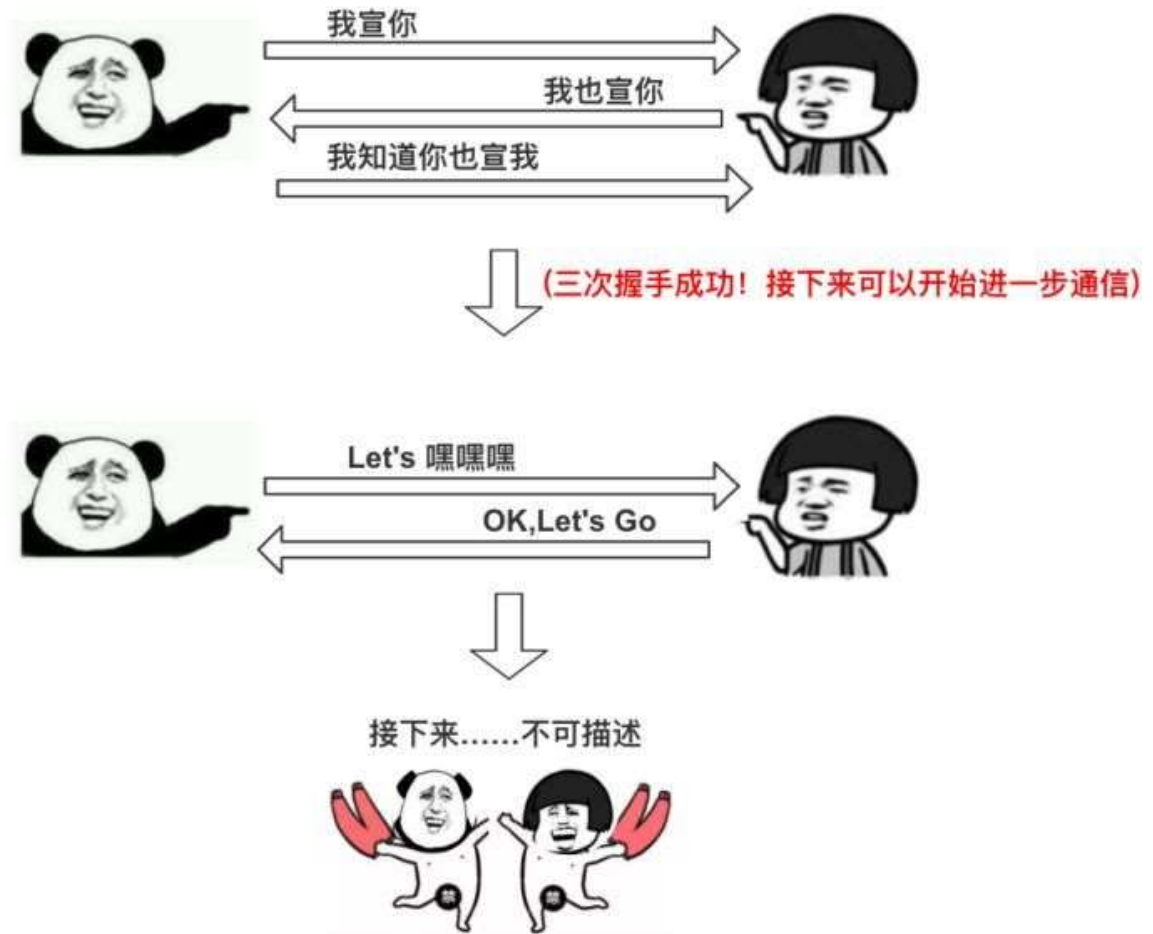 我宣你
我也宣你
我知道你也宣我
(三次握手成功！接下来可以开始进一步通信)
Let's 嘿嘿嘿
OK,Let's Go
接下来……不可描述
禁 禁